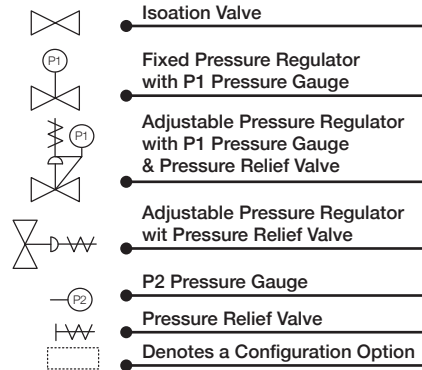 Isoation Valve
P1
Fixed Pressure Regulator
with P1 Pressure Gauge
P1
Adjustable Pressure Regulator
with P1 Pressure Gauge
& Pressure Relief Valve
Adjustable Pressure Regulator
wit Pressure Relief Valve
P2
P2 Pressure Gauge
Pressure Relief Valve
Denotes a Configuration Option